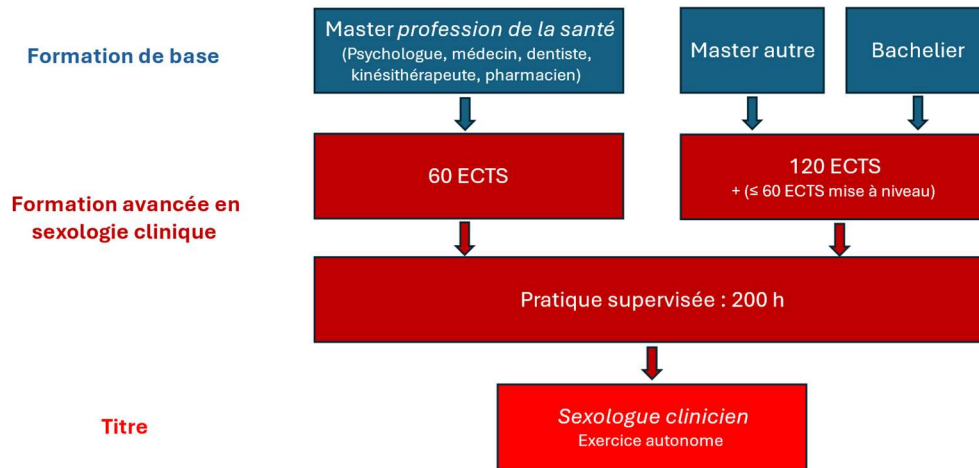 Formation de base
Master profession de la santé
(Psychologue, médecin, dentiste,
kinésithérapeute, pharmacien)
Master autre
Bachelier
Formation avancée en
sexologie clinique
60 ECTS
120 ECTS
+ (≤ 60 ECTS mise à niveau)
Pratique supervisée : 200 h
Titre
Sexologue clinicien
Exercice autonome